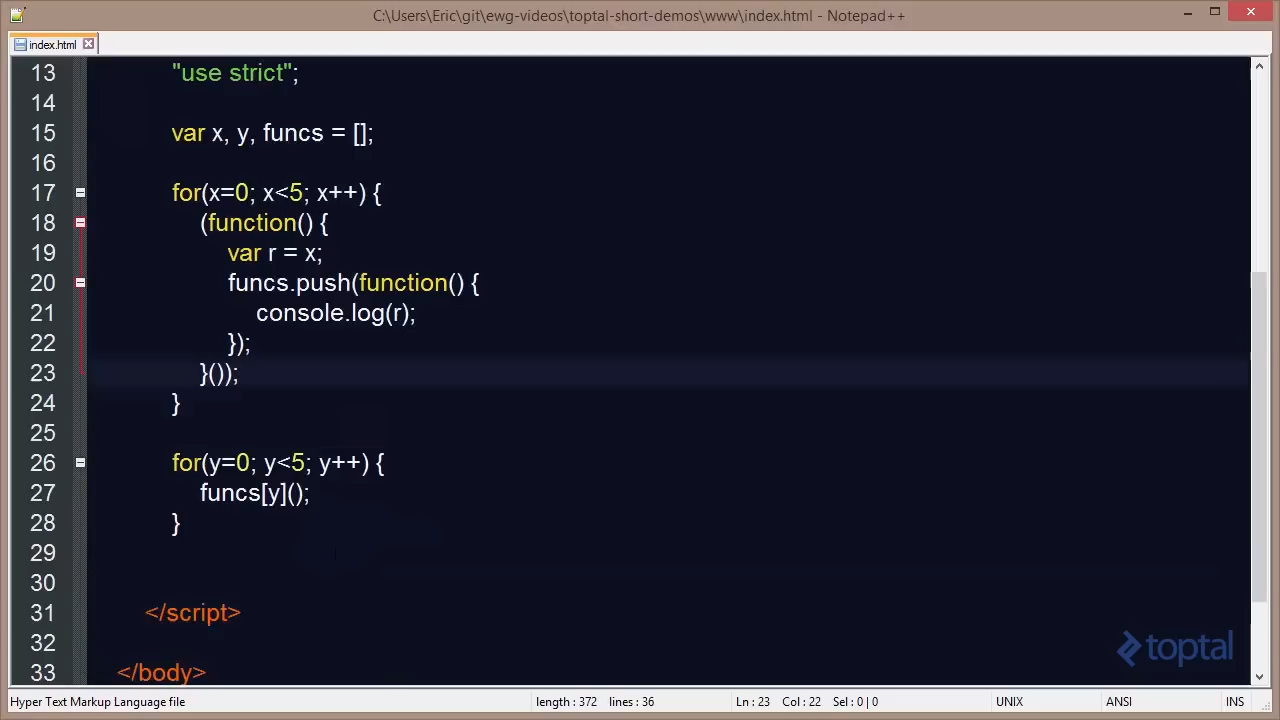 C:\Users\Eric\git\ewg-videos\toptal-short-demos\www\index.html - Notepad++
index.html
13 "use strict";
14
15 var x, y, funcs = [];
16
17 for(x=0; x<5; x++) {
18 (function() {
19 var r = x;
20 funcs.push(function() {
21 console.log(r);
22 });
23 }());
24 }
25
26 for(y=0; y<5; y++) {
27 funcs[y]();
28 }
29
30
31 </script>
32
33 </body>
toptal
Hyper Text Markup Language file length : 372 lines : 36 Ln : 23 Col : 22 Sel : 0 | 0 UNIX ANSI INS